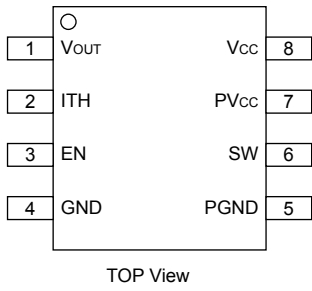 1 VOUT VCC 8
2 ITH PVCC 7
3 EN SW 6
4 GND PGND 5
TOP View